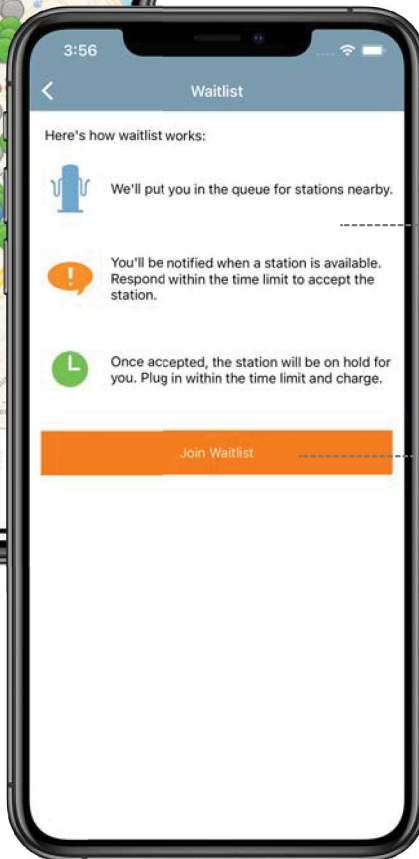 3:56
Waitlist
Here's how waitlist works:
We'll put you in the queue for stations nearby.
You'll be notified when a station is available.
Respond within the time limit to accept the
station.
Once accepted, the station will be on hold for
you. Plug in within the time limit and charge.
Join Waitlist